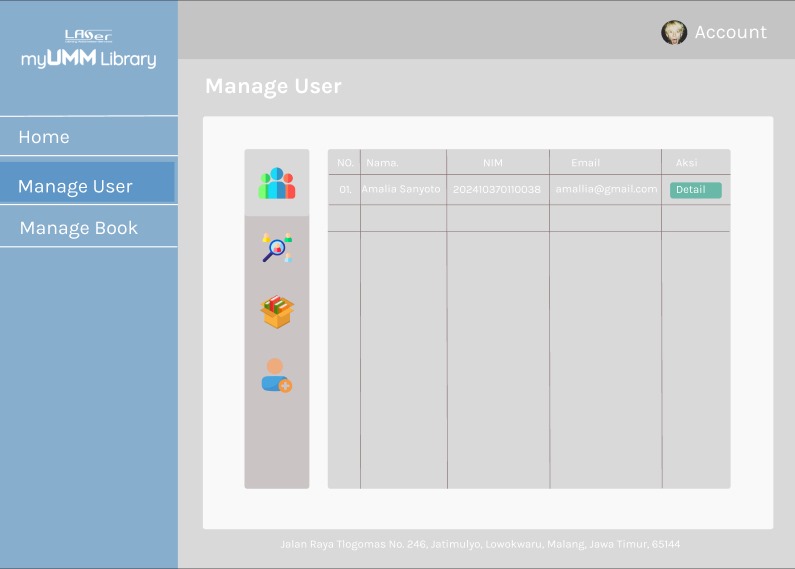 LASer
myUMM Library
Account
Home
Manage User
Manage Book
Manage User
NO. Nama. NIM Email Aksi
01. Amalia Sanyoto 202410370110038 amallia@gmail.com Detail
Jalan Raya Tlogomas No. 246, Jatimulyo, Lowokwaru, Malang, Jawa Timur, 65144